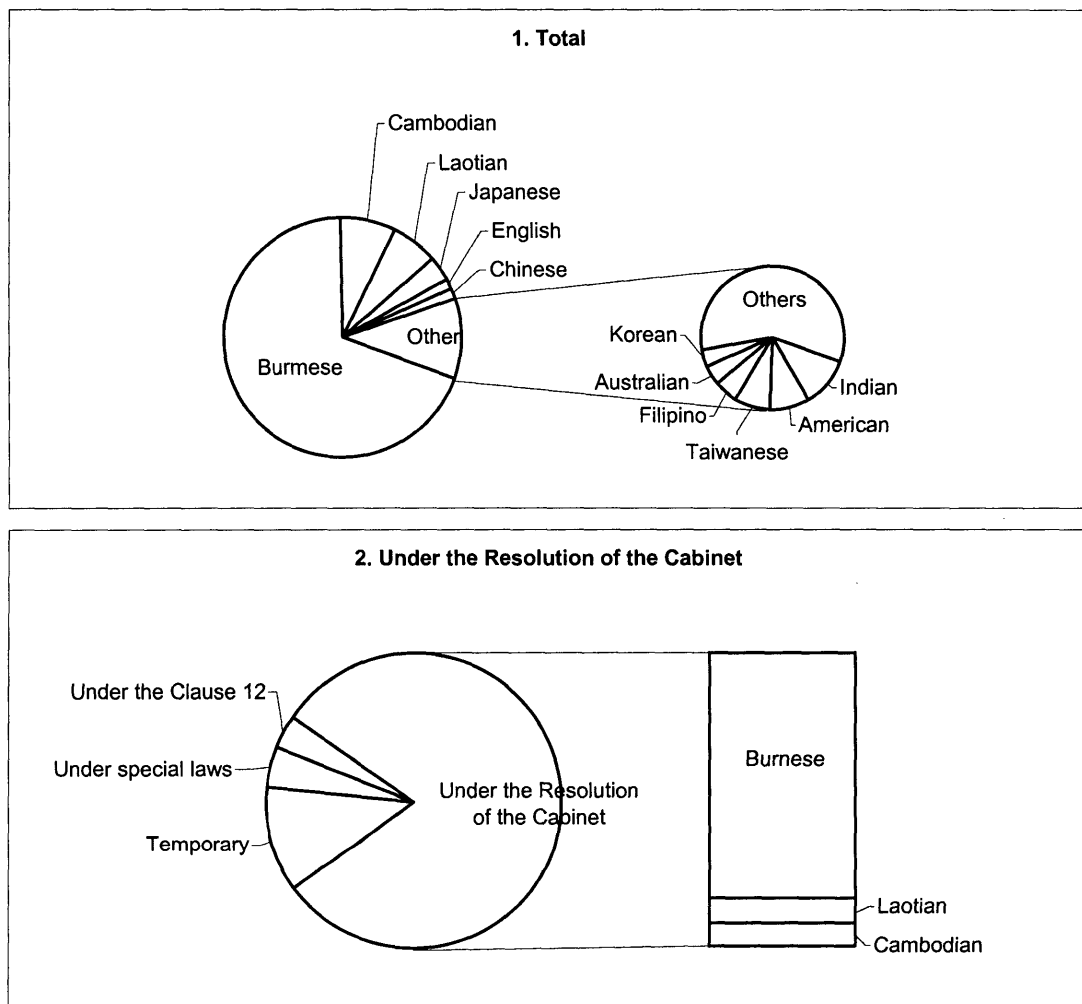 1. Total
Cambodian
Laotian
Japanese
English
Chinese
Other
Burmese
Others
Korean
Australian
Filipino
Taiwanese
American
Indian
2. Under the Resolution of the Cabinet
Under the Clause 12
Under special laws
Temporary
Under the Resolution
of the Cabinet
Burnese
Laotian
Cambodian